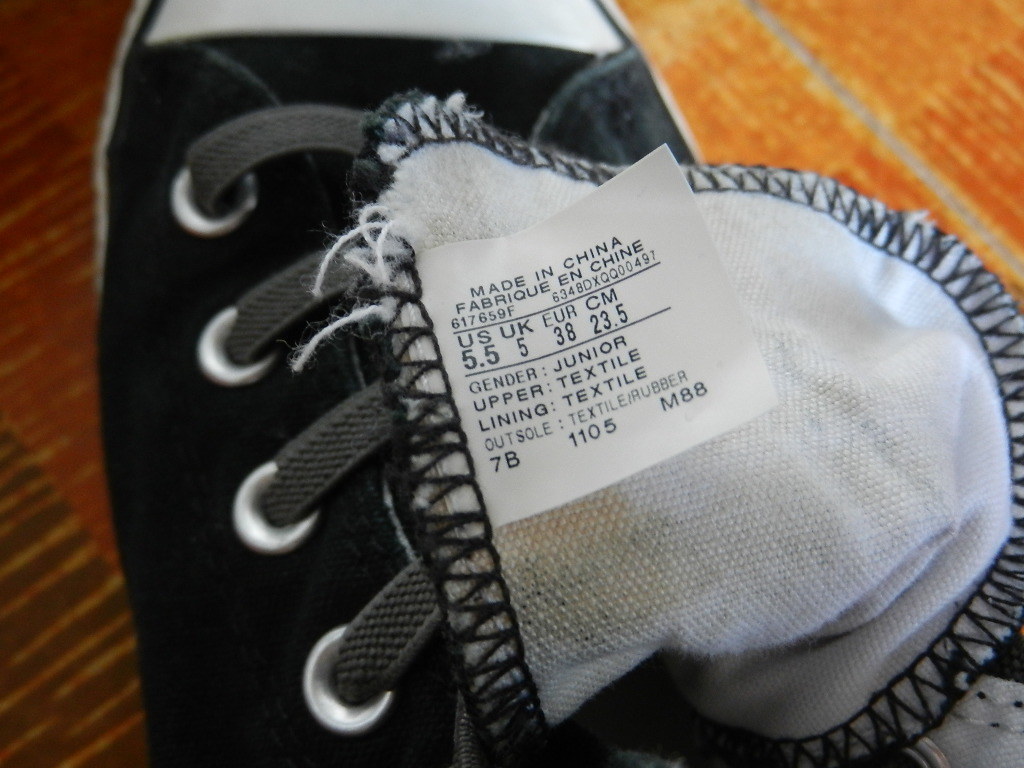 MADE IN CHINA
FABRIQUE EN CHINE
617659F 6348DXQQ00497
US UK EUR CM
5.5 5 38 23.5
GENDER: JUNIOR
UPPER: TEXTILE
LINING: TEXTILE
OUTSOLE: TEXTILE/RUBBER
7B 1105 M88